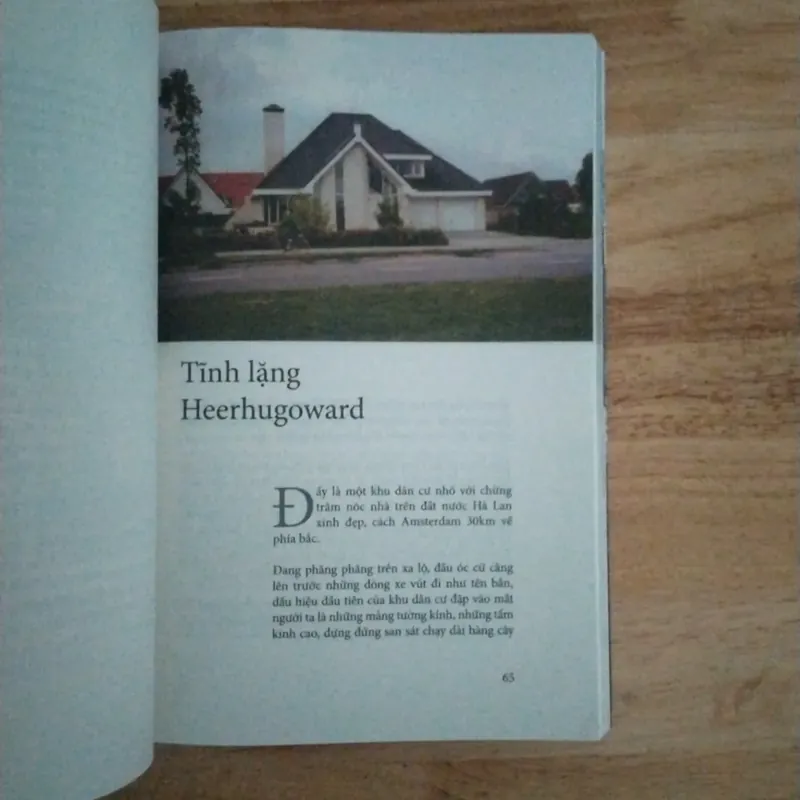 Tĩnh lặng
Heerhugoward
Đấy là một khu dân cư nhỏ với chừng
trăm nóc nhà trên đất nước Hà Lan
xinh đẹp, cách Amsterdam 30km về
phía bắc.
Đang phăng phăng trên xa lộ, đầu óc cứ căng
lên trước những dòng xe vút đi như tên bắn,
dấu hiệu đầu tiên của khu dân cư đập vào mắt
người ta là những mảng tường kính, những tấm
kính cao, dựng đứng san sát chạy dài hàng cây
65